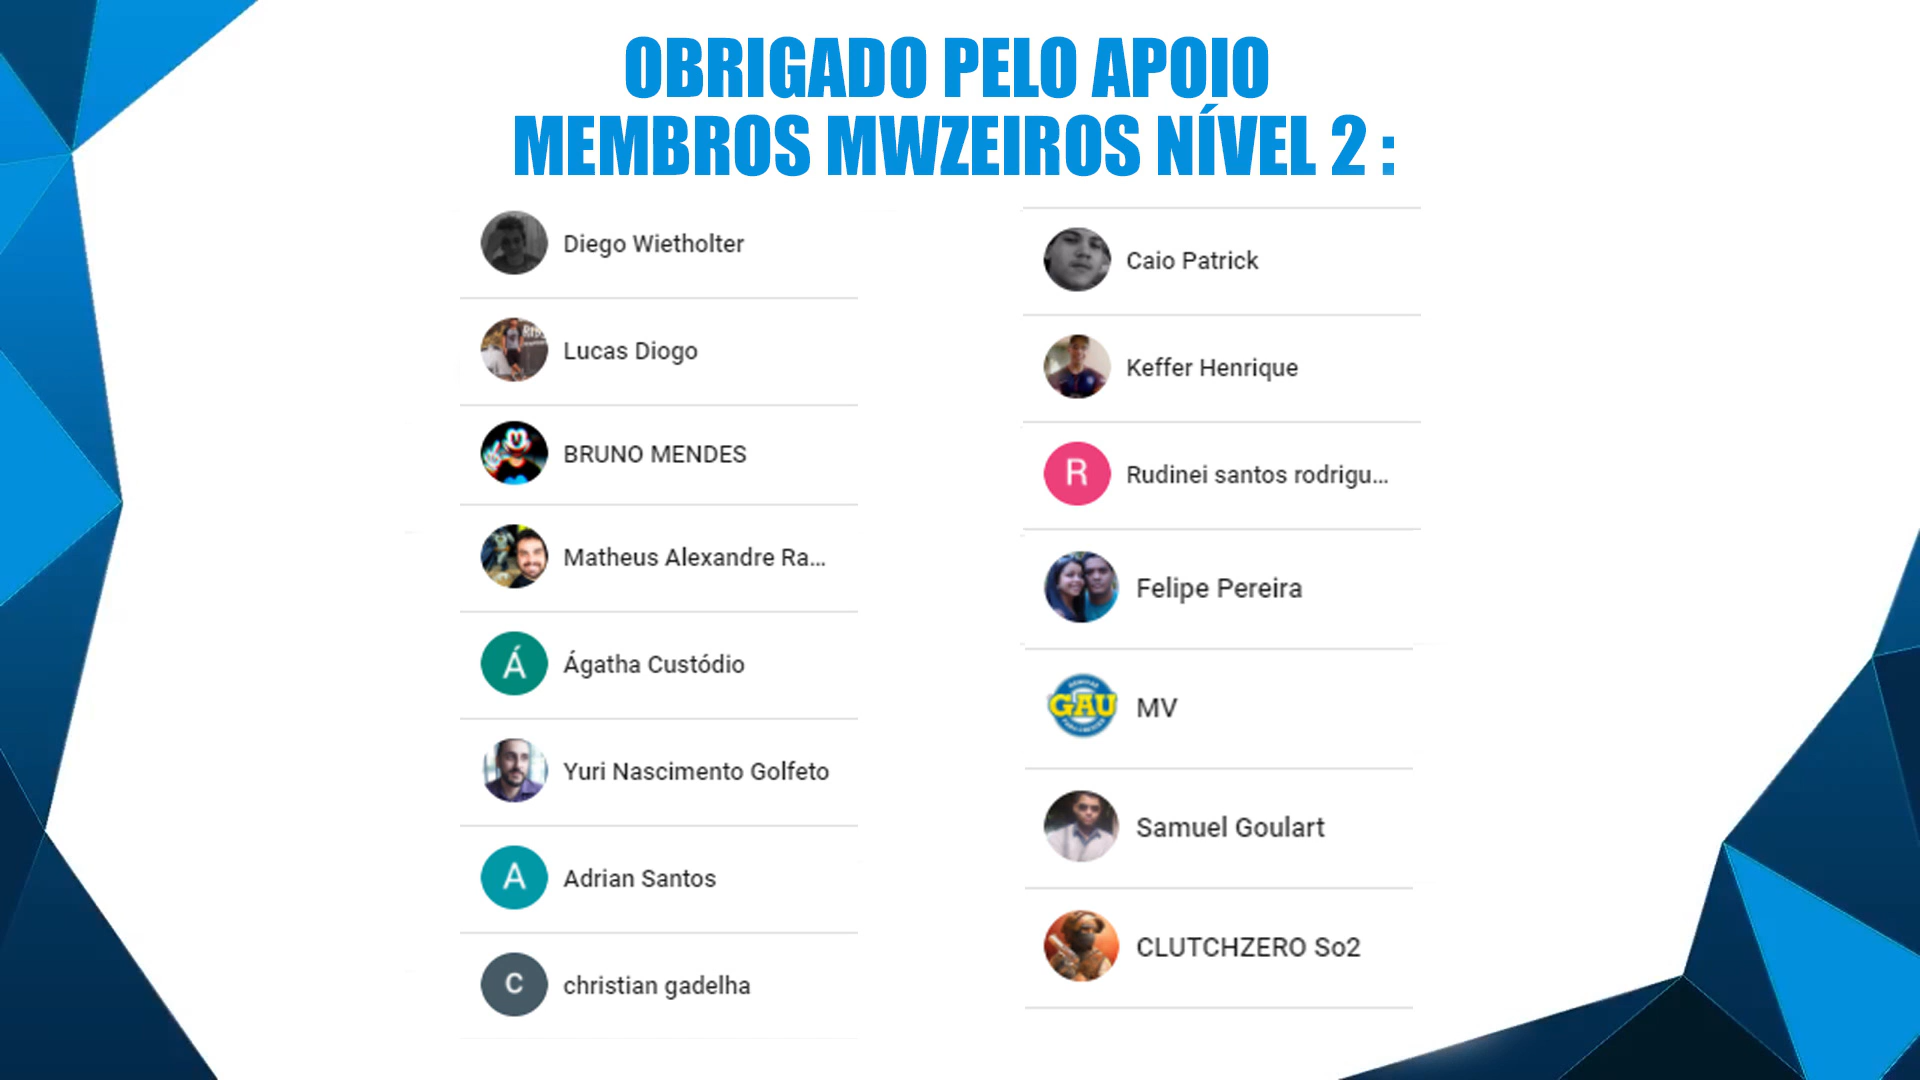 OBRIGADO PELO APOIO
MEMBROS MWZEIROS NÍVEL 2 :
Diego Wietholter
Lucas Diogo
BRUNO MENDES
Matheus Alexandre Ra...
Á
Ágatha Custódio
Yuri Nascimento Golfeto
A
Adrian Santos
C
christian gadelha
Caio Patrick
Keffer Henrique
R
Rudinei santos rodrigu...
Felipe Pereira
GAU
MV
Samuel Goulart
CLUTCHZERO So2